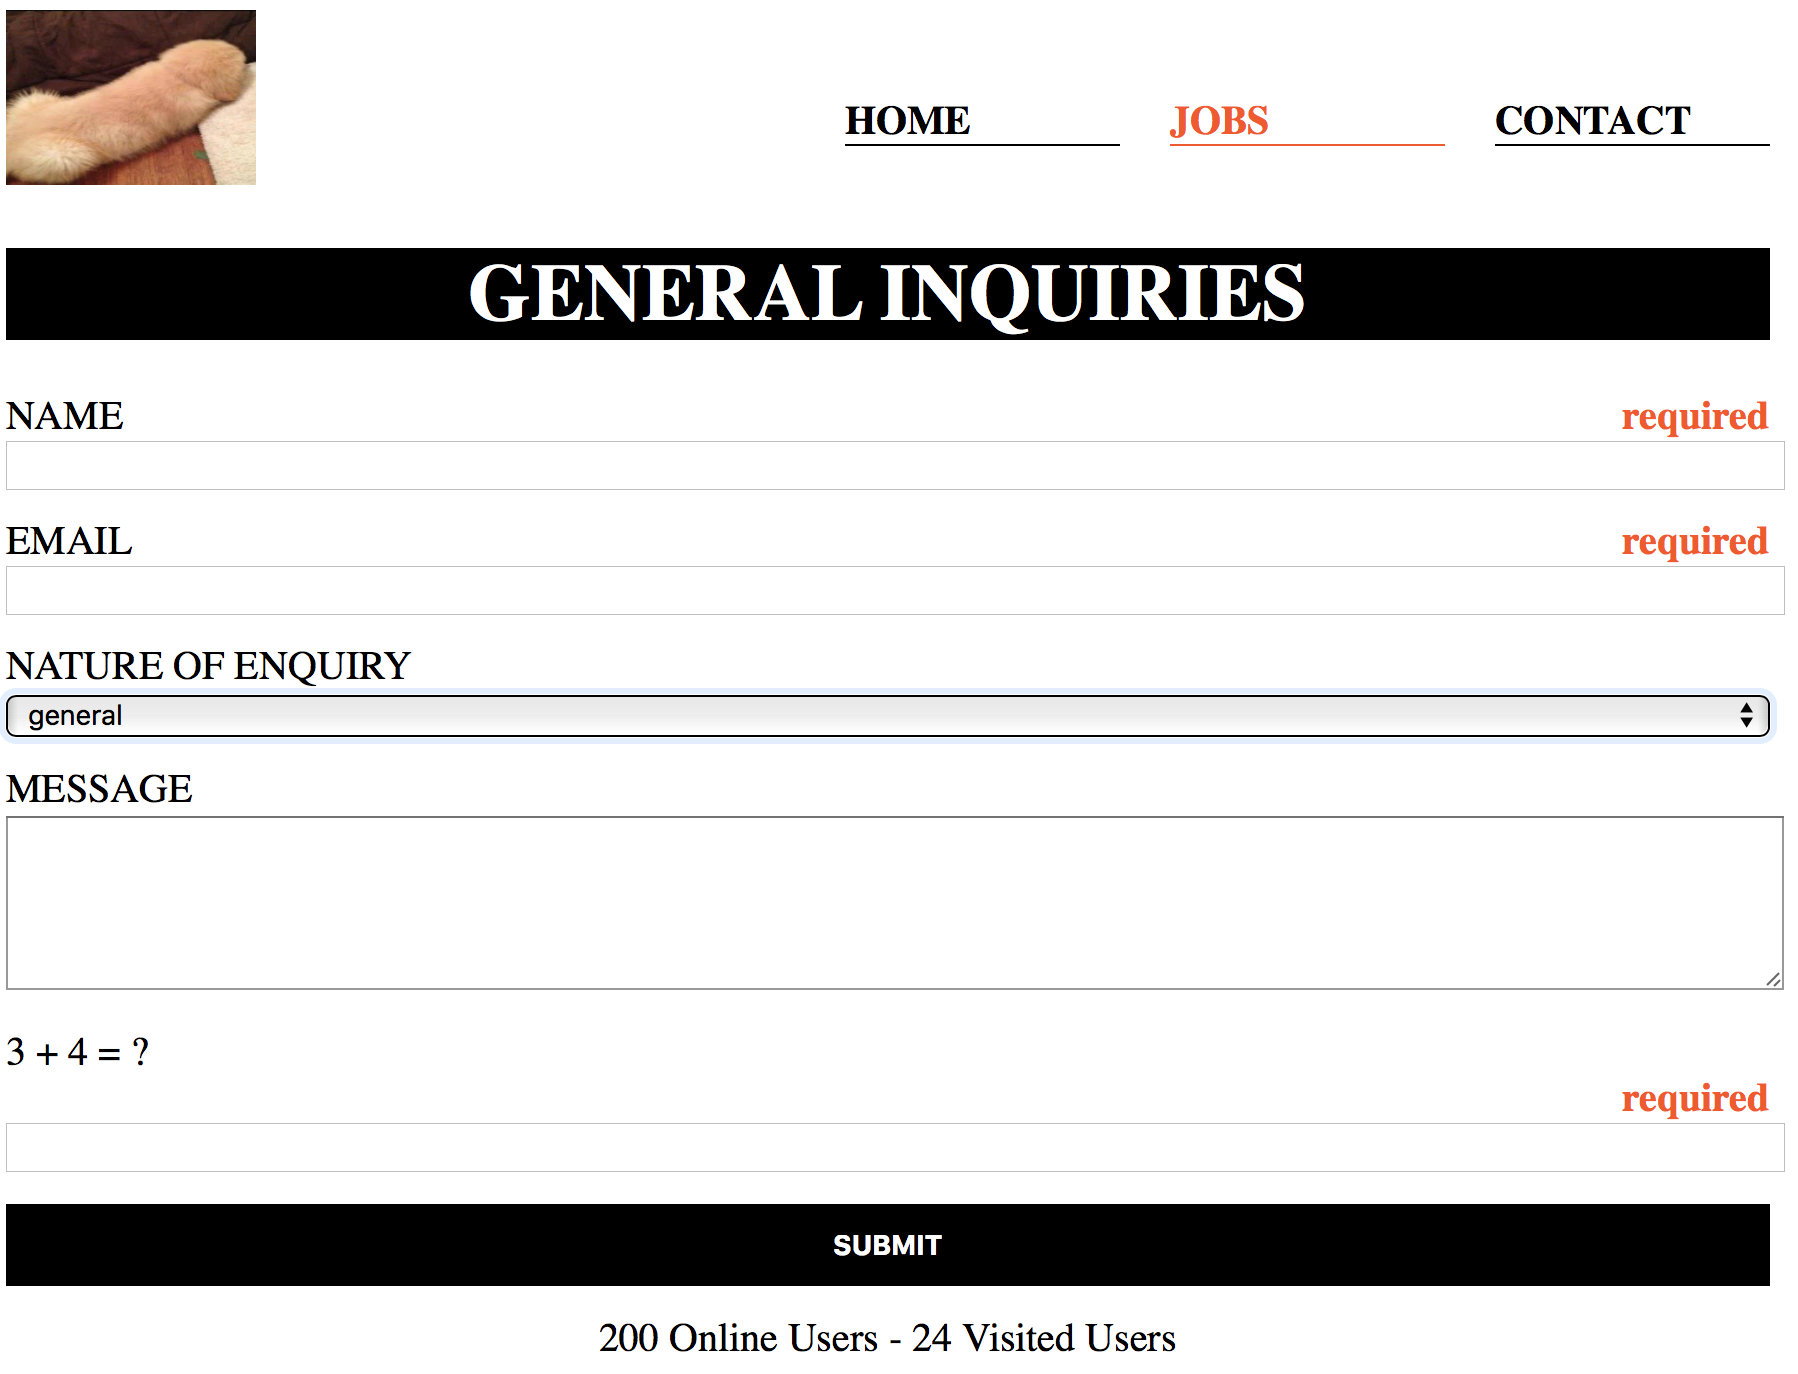 HOME
JOBS
CONTACT
GENERAL INQUIRIES
NAME
required
EMAIL
required
NATURE OF ENQUIRY
general
MESSAGE
3 + 4 = ?
required
SUBMIT
200 Online Users - 24 Visited Users